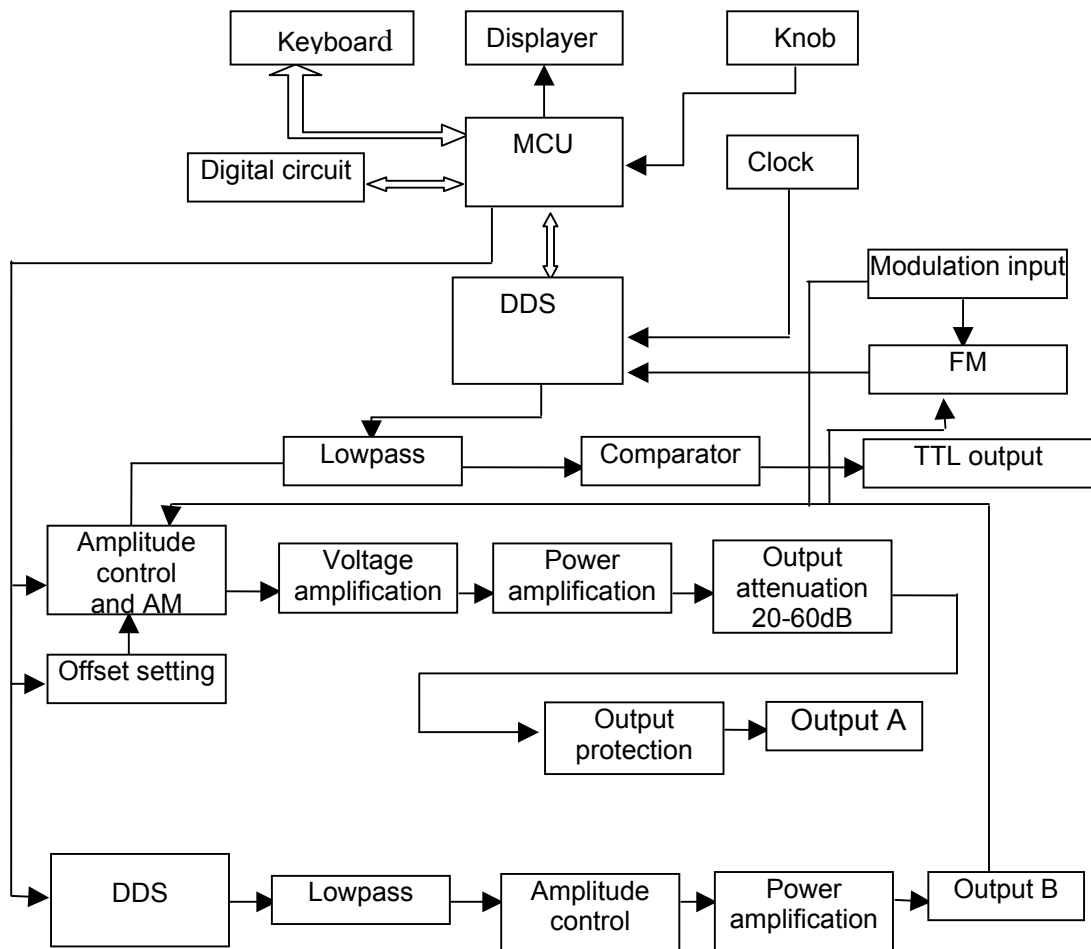 Keyboard
Displayer
Knob
MCU
Digital circuit
Clock
Modulation input
DDS
FM
Lowpass
Comparator
TTL output
Amplitude
control
and AM
Voltage
amplification
Power
amplification
Output
attenuation
20-60dB
Offset setting
Output
protection
Output A
DDS
Lowpass
Amplitude
control
Power
amplification
Output B